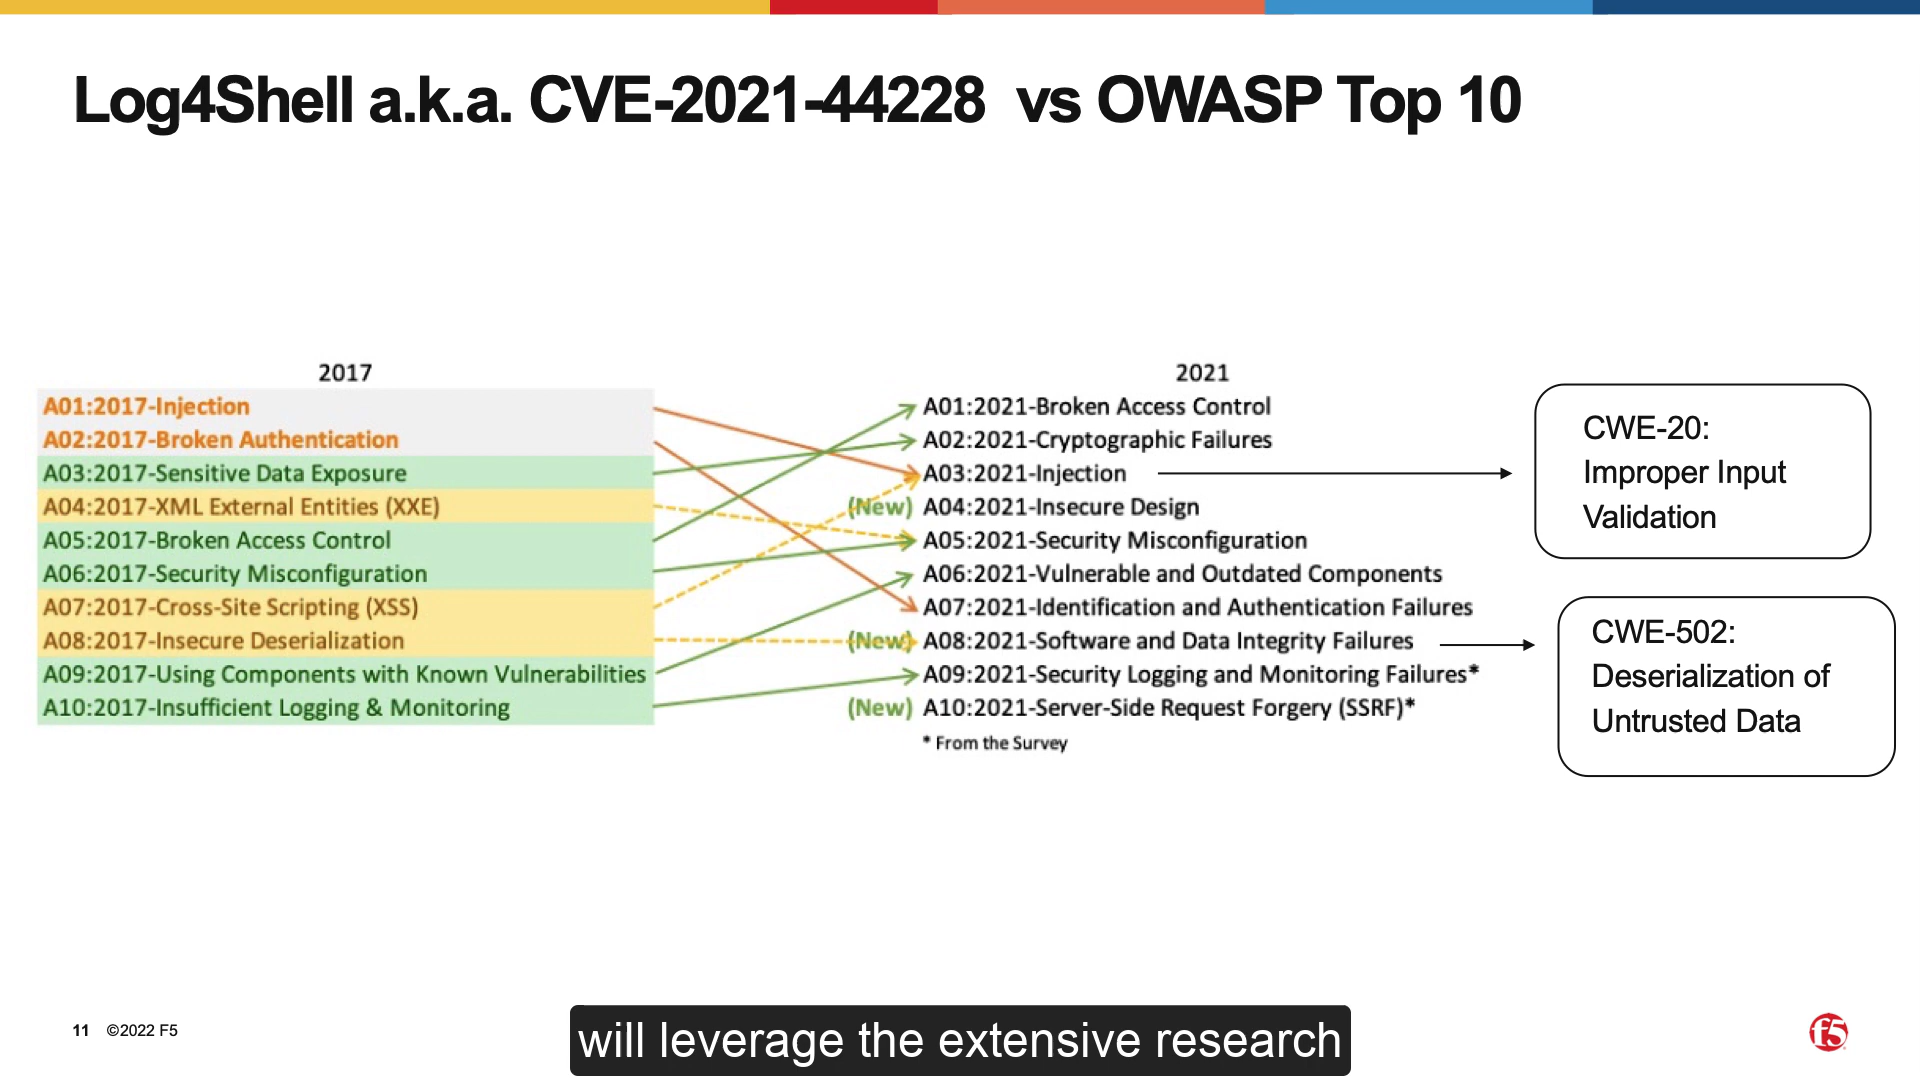 Log4Shell a.k.a. CVE-2021-44228 vs OWASP Top 10
2017
A01:2017-Injection
A02:2017-Broken Authentication
A03:2017-Sensitive Data Exposure
A04:2017-XML External Entities (XXE)
A05:2017-Broken Access Control
A06:2017-Security Misconfiguration
A07:2017-Cross-Site Scripting (XSS)
A08:2017-Insecure Deserialization
A09:2017-Using Components with Known Vulnerabilities
A10:2017-Insufficient Logging & Monitoring
2021
A01:2021-Broken Access Control
A02:2021-Cryptographic Failures
A03:2021-Injection
(New) A04:2021-Insecure Design
A05:2021-Security Misconfiguration
A06:2021-Vulnerable and Outdated Components
A07:2021-Identification and Authentication Failures
(New) A08:2021-Software and Data Integrity Failures
A09:2021-Security Logging and Monitoring Failures*
(New) A10:2021-Server-Side Request Forgery (SSRF)*
* From the Survey
CWE-20:
Improper Input
Validation
CWE-502:
Deserialization of
Untrusted Data
11 ©2022 F5
will leverage the extensive research
f5